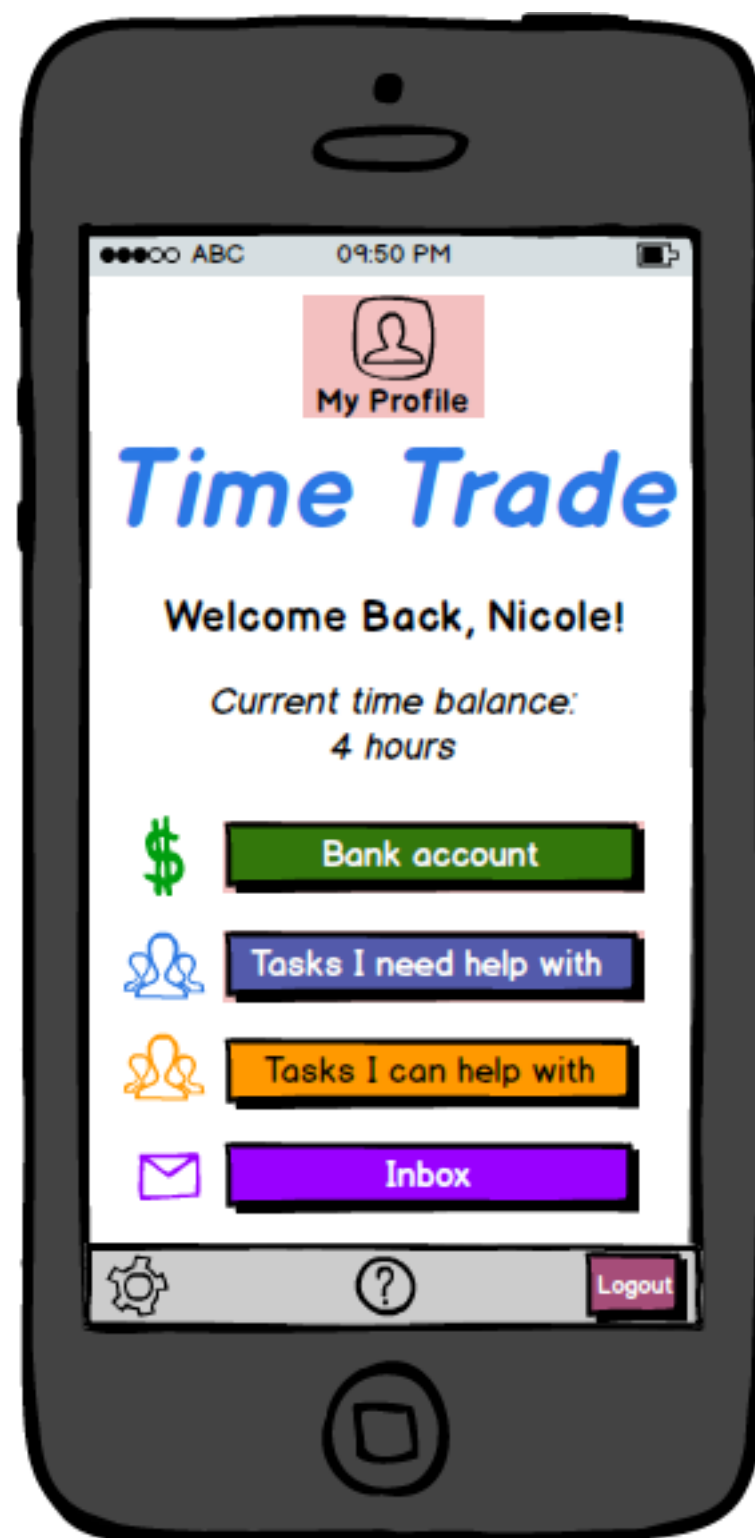 ABC 09:50 PM
My Profile
Time Trade
Welcome Back, Nicole!
Current time balance:
4 hours
$ Bank account
Tasks I need help with
Tasks I can help with
Inbox
? Logout